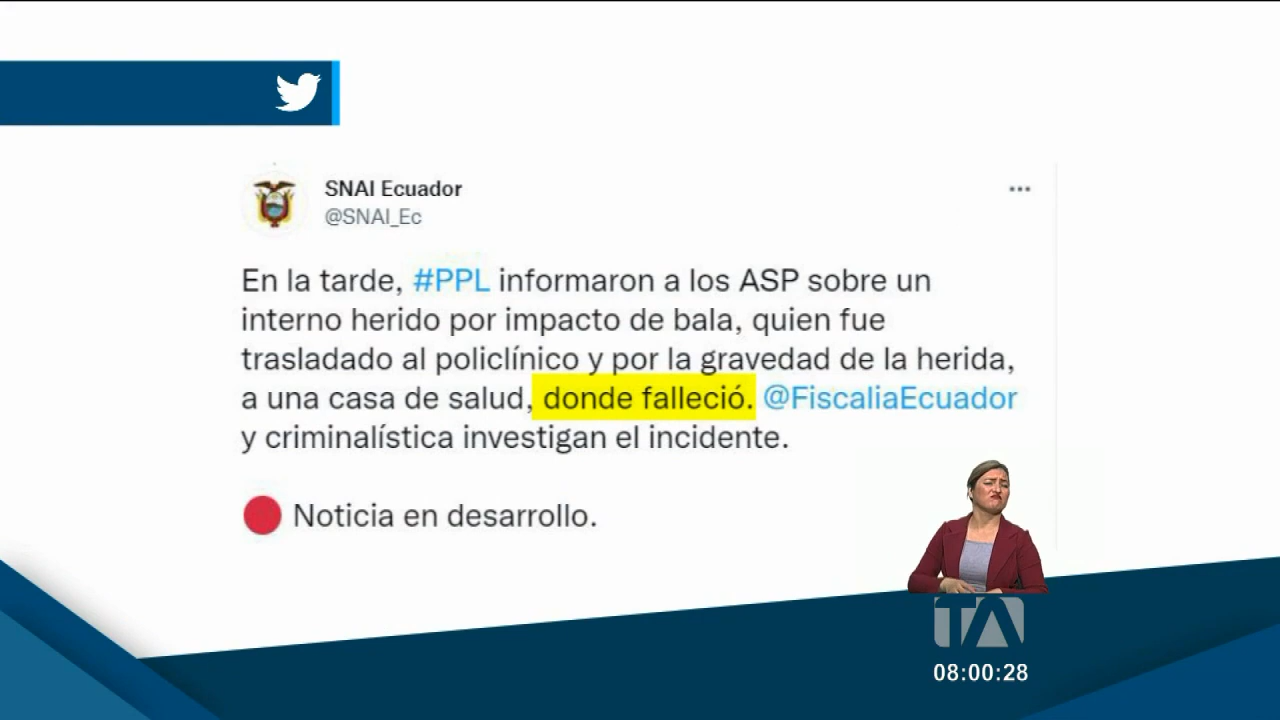 SNAI Ecuador
@SNAI_Ec
En la tarde, #PPL informaron a los ASP sobre un
interno herido por impacto de bala, quien fue
trasladado al policlínico y por la gravedad de la herida,
a una casa de salud, donde falleció. @FiscaliaEcuador
y criminalística investigan el incidente.
Noticia en desarrollo.
TA
08:00:28